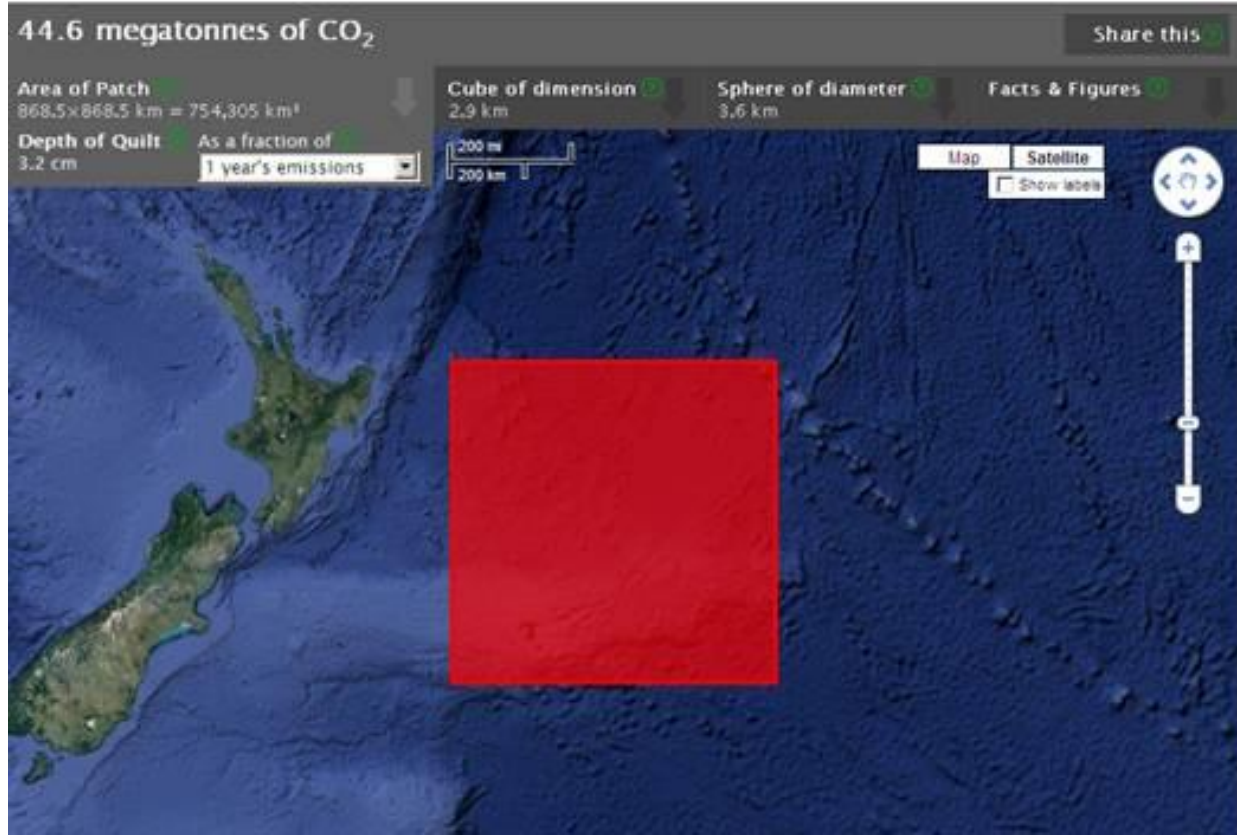 44.6 megatonnes of CO₂
Share this
Area of Patch
868.5×868.5 km = 754,305 km²
Depth of Quilt
3.2 cm
As a fraction of
1 year's emissions
Cube of dimension
2.9 km
Sphere of diameter
3.6 km
Facts & Figures
200 mi
200 km
Map
Satellite
Show labels